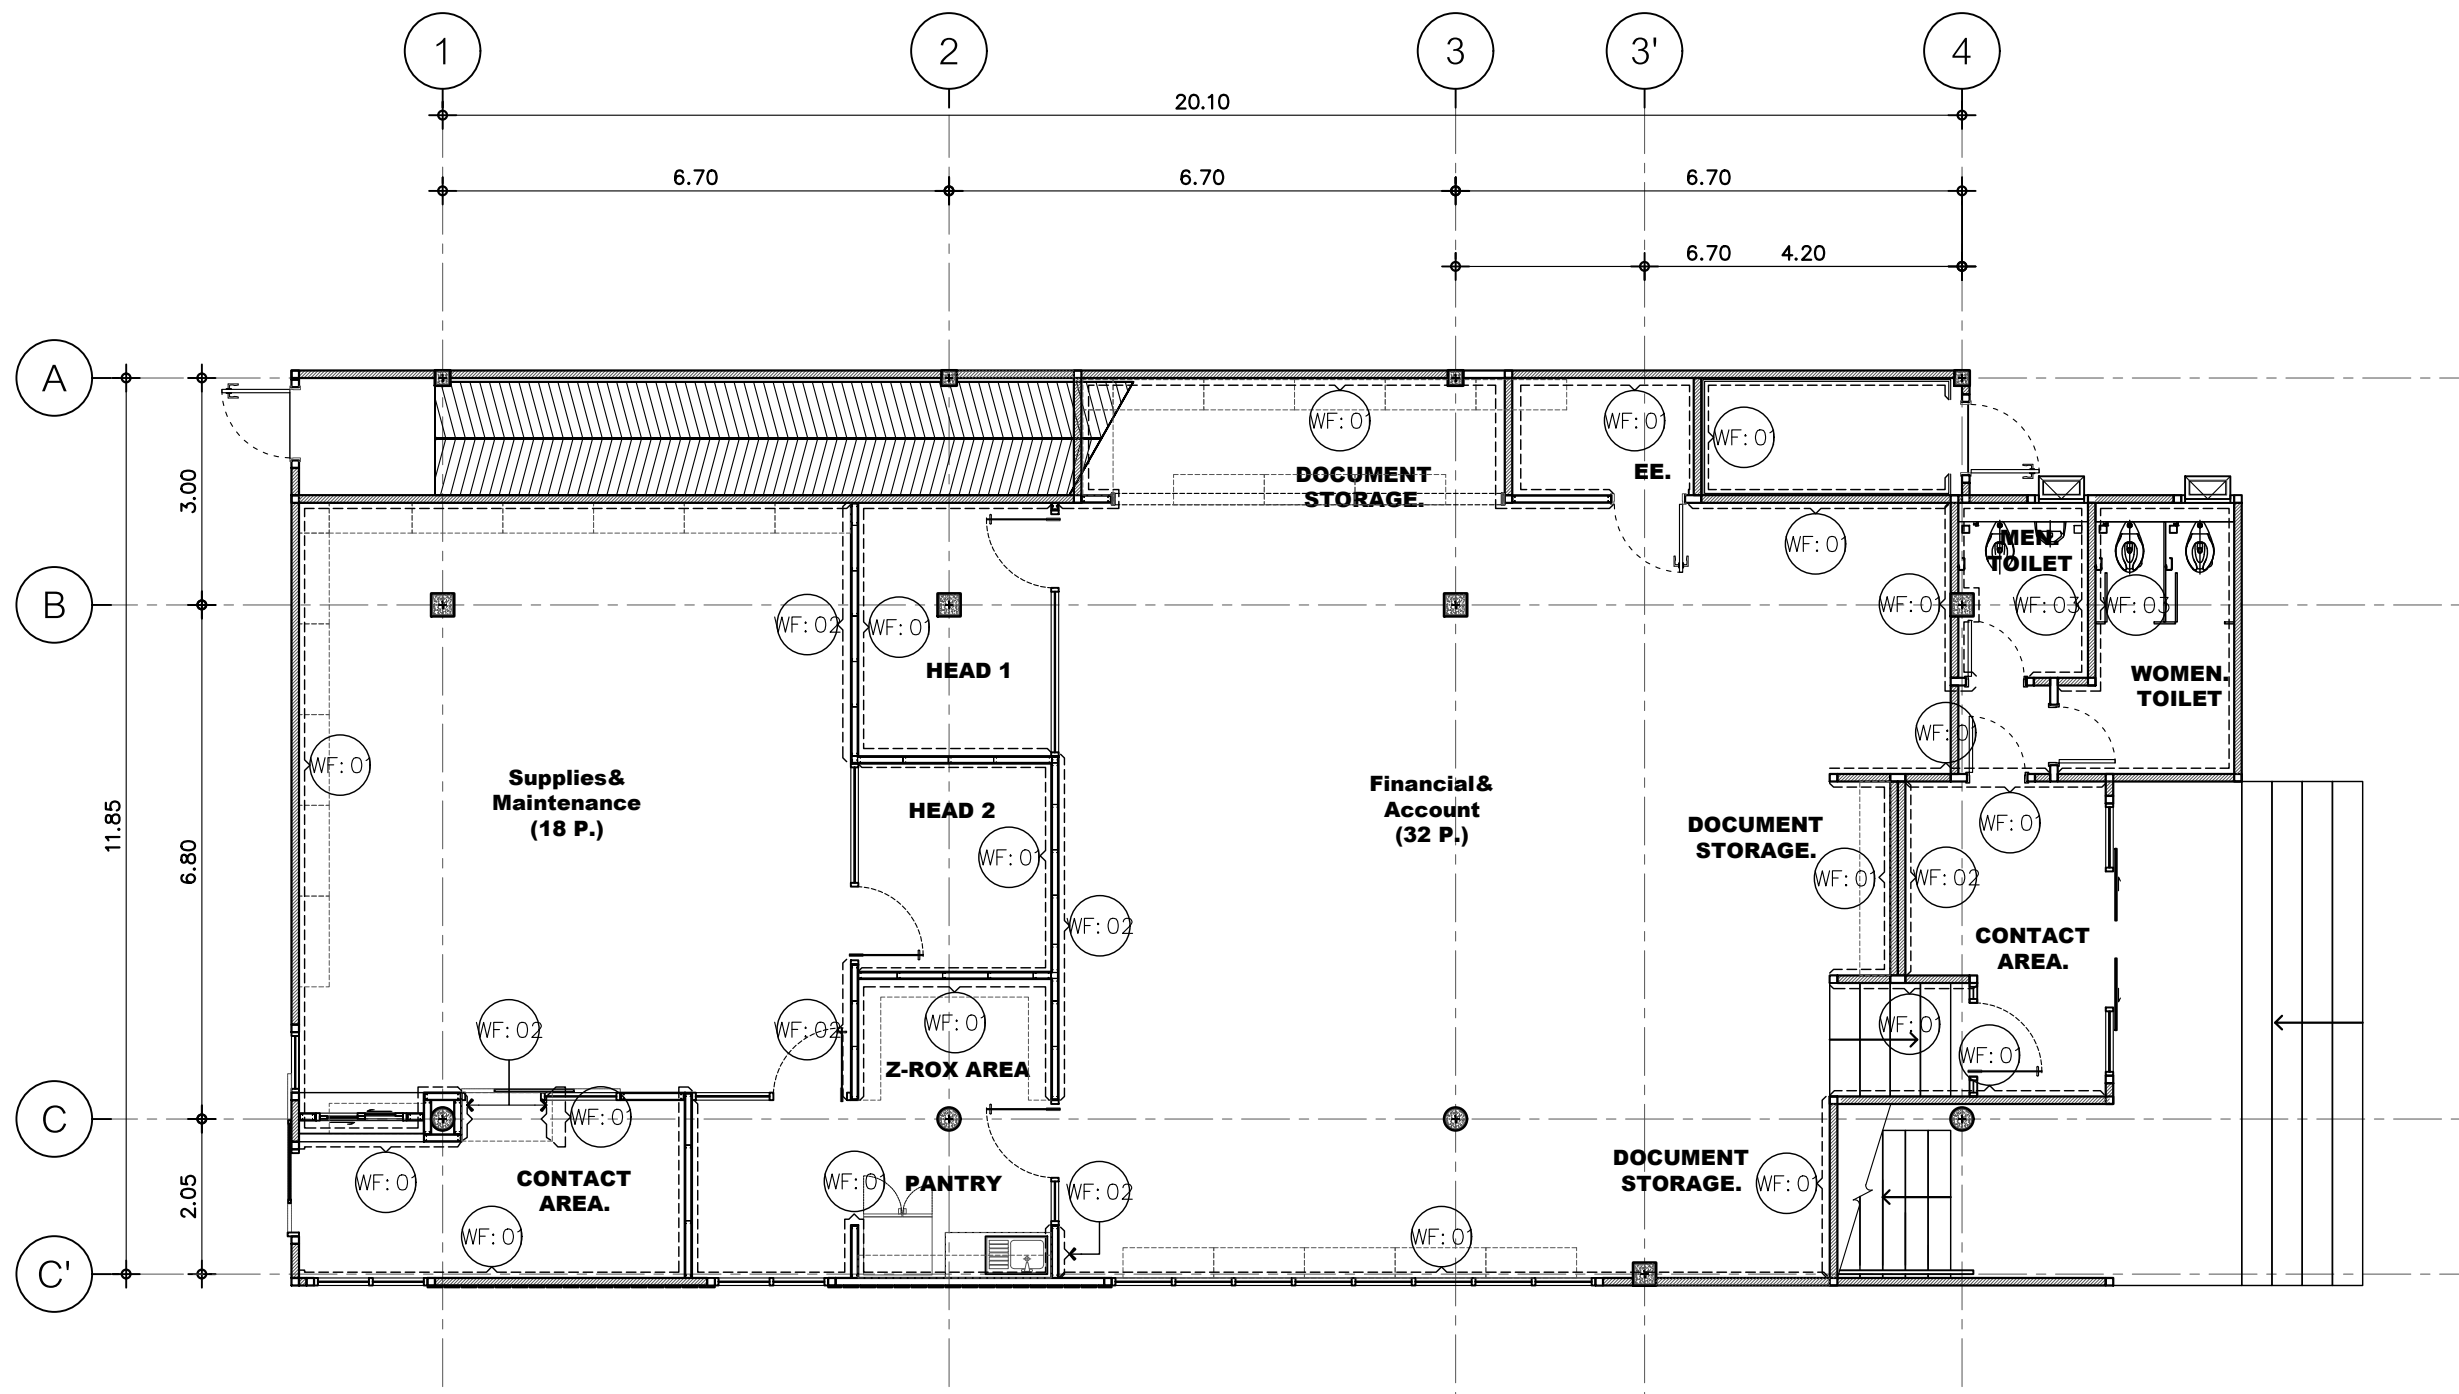 1
2
3
3'
4
20.10
6.70
6.70
6.70
6.70
4.20
A
B
C
C'
3.00
6.80
2.05
11.85
WF: 01
WF: 01
WF: 01
DOCUMENT
STORAGE.
EE.
WF: 01
MEN.
TOILET
WF: 02
WF: 01
WF: 01
WF: 03
WF: 03
HEAD 1
WOMEN.
TOILET
WF: 01
WF: 01
Supplies&
Maintenance
(18 P.)
HEAD 2
Financial&
Account
(32 P.)
DOCUMENT
STORAGE.
WF: 01
WF: 01
WF: 01
WF: 02
WF: 02
CONTACT
AREA.
WF: 02
WF: 02
WF: 01
WF: 01
WF: 01
Z-ROX AREA
WF: 01
WF: 01
CONTACT
AREA.
WF: 01
PANTRY
WF: 02
DOCUMENT
STORAGE.
WF: 01
WF: 01
WF: 01